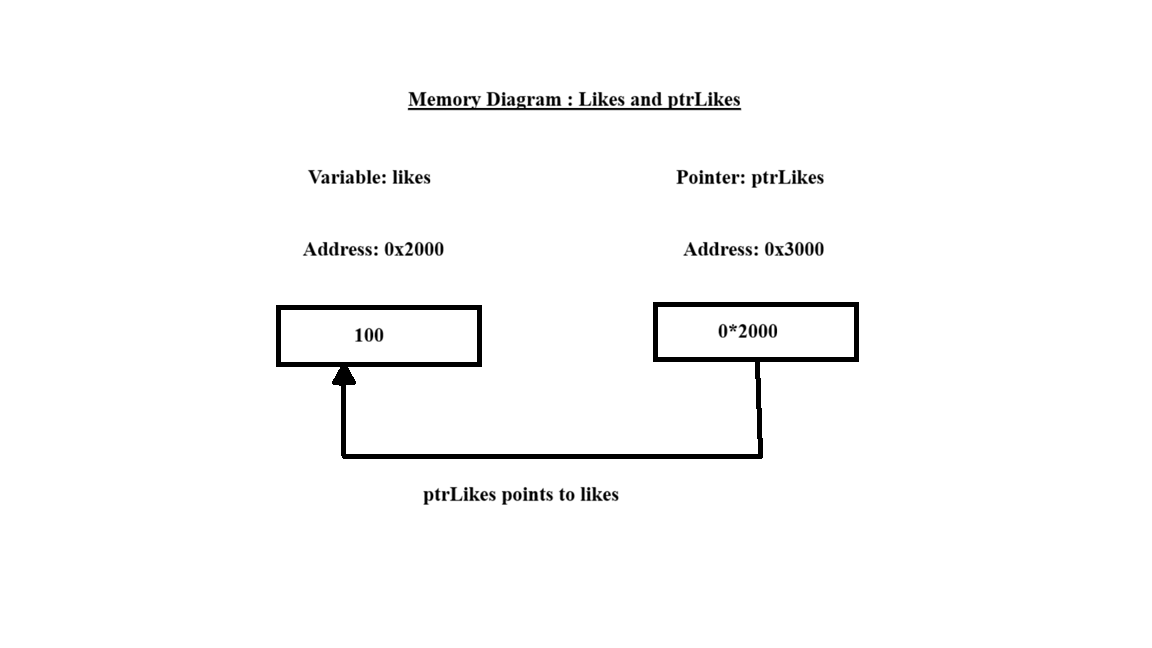 Memory Diagram : Likes and ptrLikes
Variable: likes
Pointer: ptrLikes
Address: 0x2000
Address: 0x3000
100
0*2000
ptrLikes points to likes